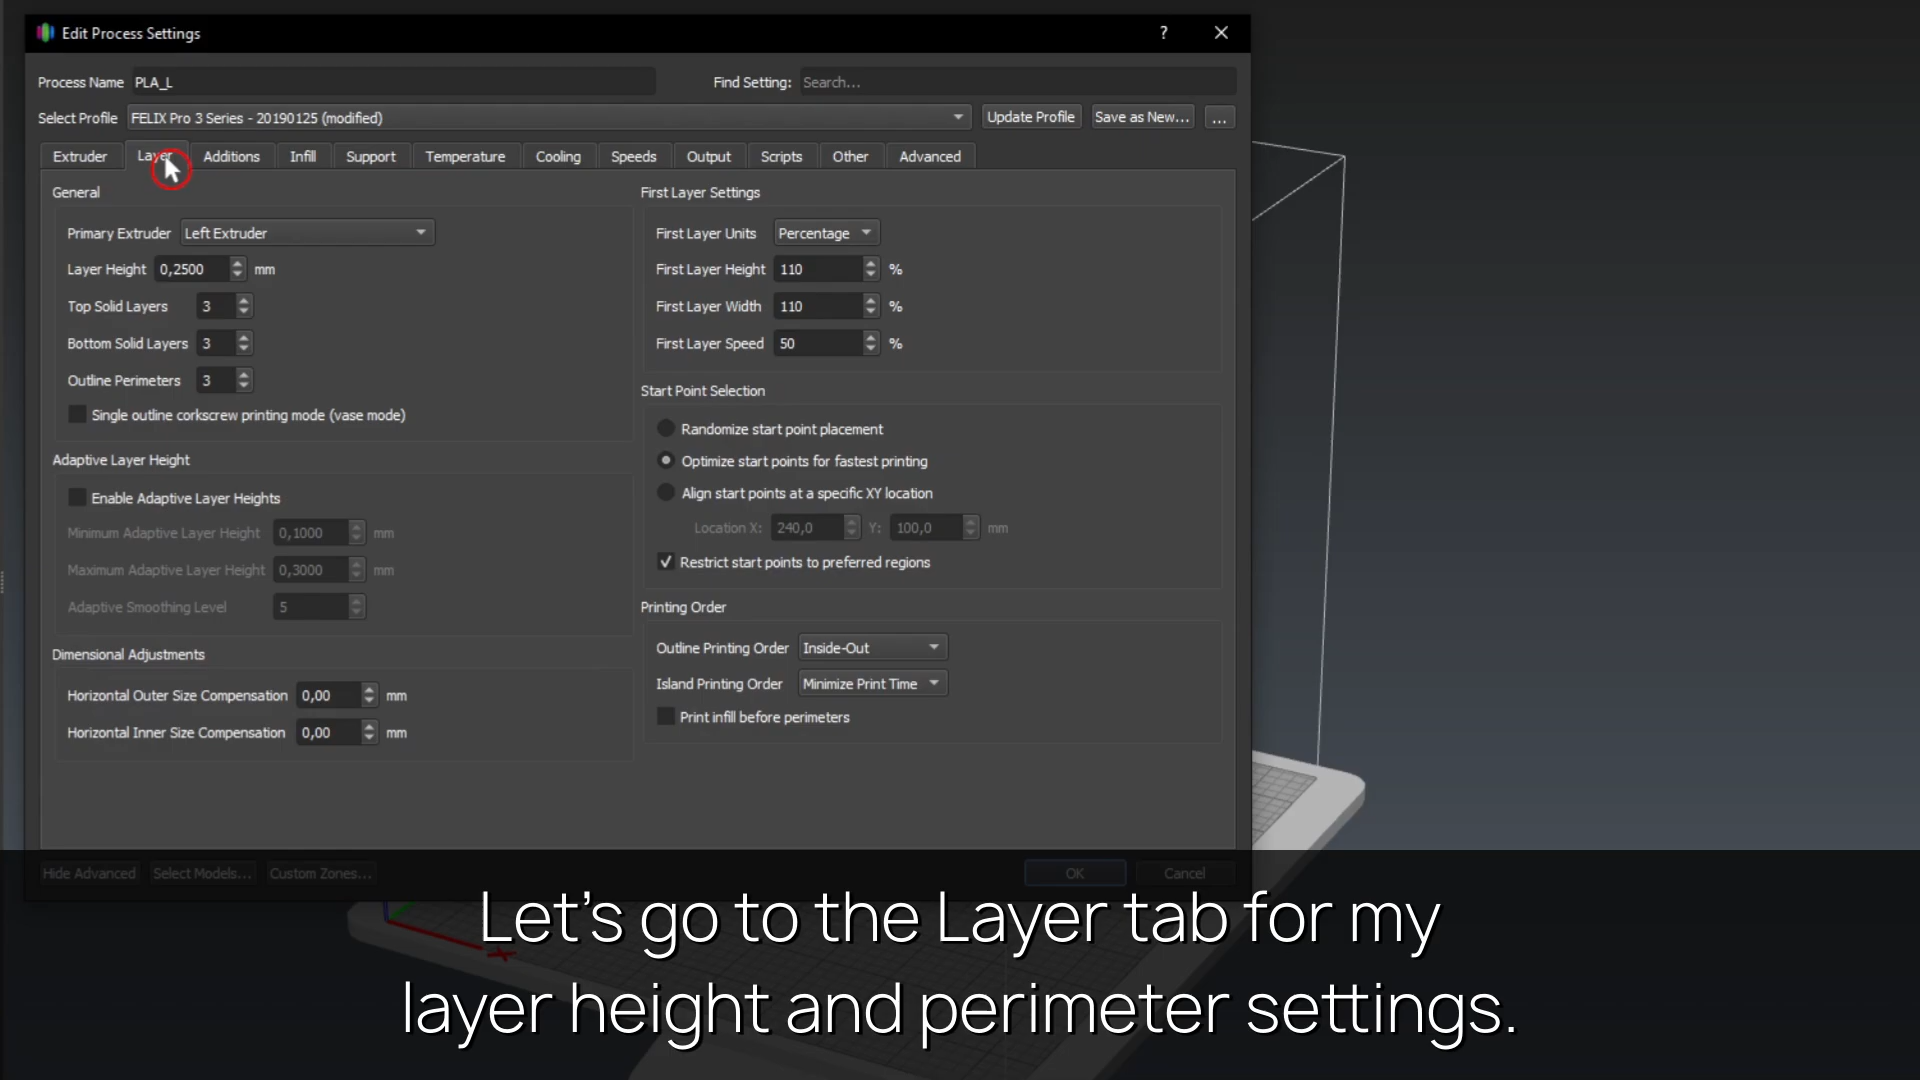 Edit Process Settings ?
Process Name PLA_L Find Setting: Search...
Select Profile FELIX Pro 3 Series - 20190125 (modified) Update Profile Save as New... ...
Extruder Layer Additions Infill Support Temperature Cooling Speeds Output Scripts Other Advanced
General
Primary Extruder Left Extruder
Layer Height 0,2500 mm
Top Solid Layers 3
Bottom Solid Layers 3
Outline Perimeters 3
Single outline corkscrew printing mode (vase mode)
Adaptive Layer Height
Enable Adaptive Layer Heights
Minimum Adaptive Layer Height 0,1000 mm
Maximum Adaptive Layer Height 0,3000 mm
Adaptive Smoothing Level 5
Dimensional Adjustments
Horizontal Outer Size Compensation 0,00 mm
Horizontal Inner Size Compensation 0,00 mm
First Layer Settings
First Layer Units Percentage
First Layer Height 110 %
First Layer Width 110 %
First Layer Speed 50 %
Start Point Selection
Randomize start point placement
Optimize start points for fastest printing
Align start points at a specific XY location
Location X: 240,0 Y: 100,0 mm
Restrict start points to preferred regions
Printing Order
Outline Printing Order Inside-Out
Island Printing Order Minimize Print Time
Print infill before perimeters
Hide Advanced Select Models... Custom Zones... OK Cancel
Let's go to the Layer tab for my
layer height and perimeter settings.